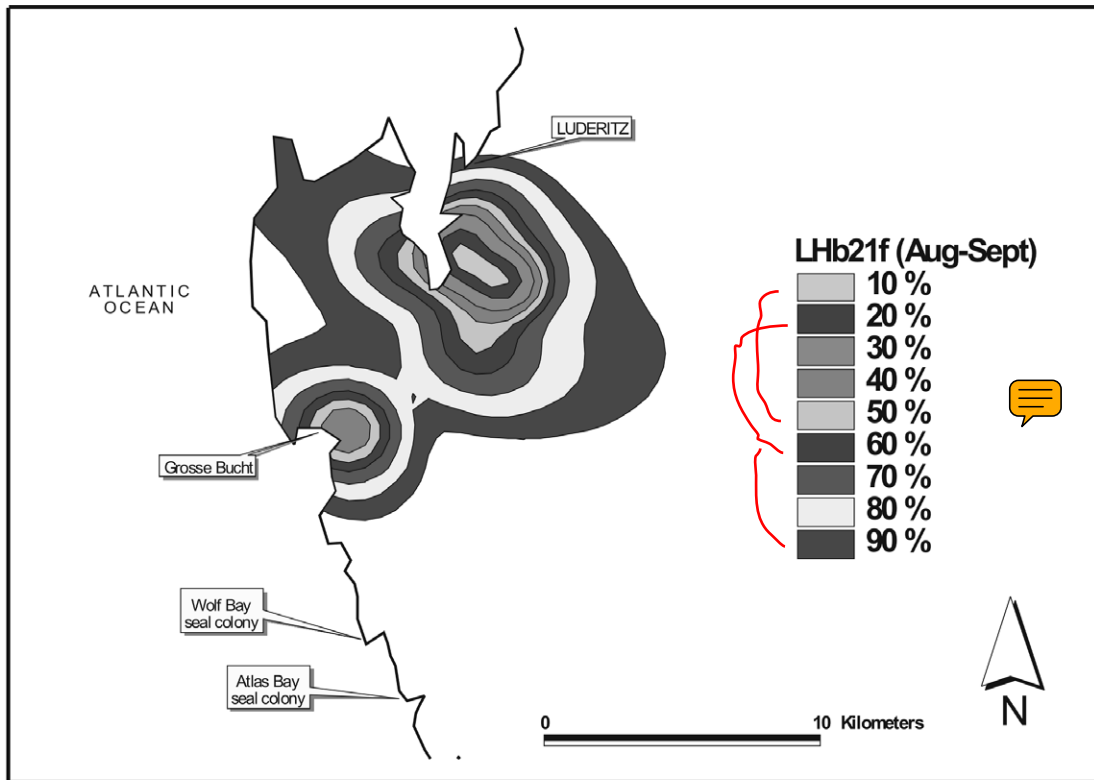 LUDERITZ
ATLANTIC
OCEAN
LHb21f (Aug-Sept)
10 %
20 %
30 %
40 %
50 %
60 %
70 %
80 %
90 %
Grosse Bucht
Wolf Bay
seal colony
Atlas Bay
seal colony
0 10 Kilometers
N